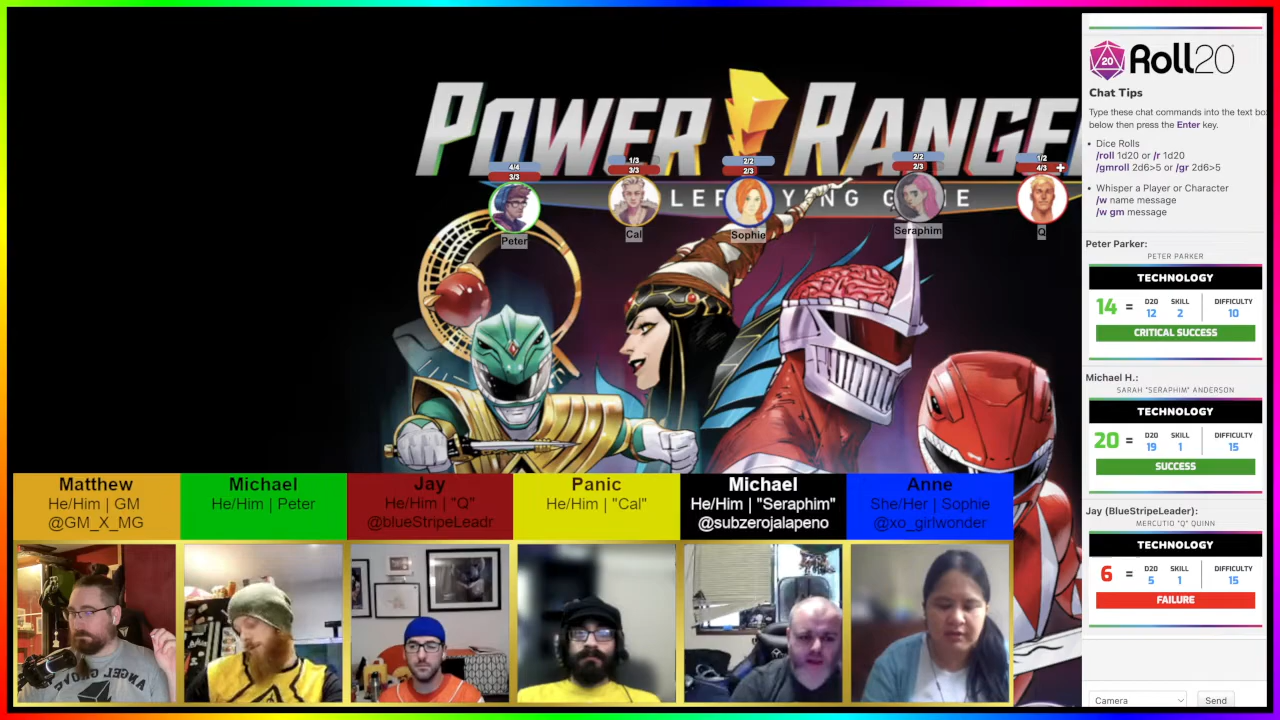 POWER RANGE
LEP YING G NE
4/4
3/3
Peter
1/3
3/3
Cal
2/2
2/3
Sophie
2/2
2/3
Seraphim
1/2
4/3
Q
Matthew
He/Him | GM
@GM_X_MG
Michael
He/Him | Peter
Jay
He/Him | "Q"
@blueStripeLeadr
Panic
He/Him | "Cal"
Michael
He/Him | "Seraphim"
@subzerojalapeno
Anne
She/Her | Sophie
@xo_girlwonder
ANGEL GROVE
20 Roll20
Chat Tips
Type these chat commands into the text bo
below then press the Enter key.
• Dice Rolls
/roll 1d20 or /r 1d20
/gmroll 2d6>5 or /gr 2d6>5
• Whisper a Player or Character
/w name message
/w gm message
Peter Parker:
PETER PARKER
TECHNOLOGY
14 = D20 12 SKILL 2 DIFFICULTY 10
CRITICAL SUCCESS
Michael H.:
SARAH "SERAPHIM" ANDERSON
TECHNOLOGY
20 = D20 19 SKILL 1 DIFFICULTY 15
SUCCESS
Jay (BlueStripeLeader):
MERCUTIO "Q" QUINN
TECHNOLOGY
6 = D20 5 SKILL 1 DIFFICULTY 15
FAILURE
Camera
Send